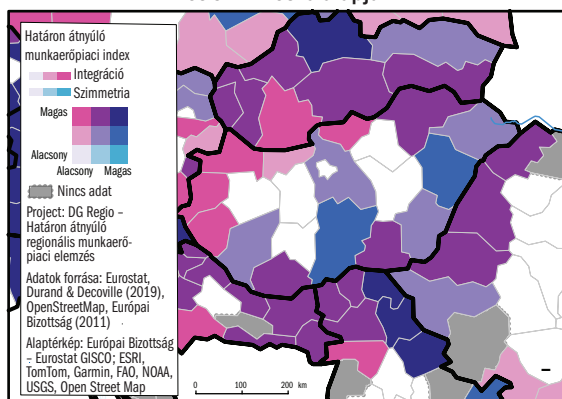 Határon átnyúló
munkaerőpiaci index
Integráció
Szimmetria
Magas
Alacsony
Alacsony Magas
Nincs adat
Project: DG Regio –
Határon átnyúló
regionális munkaerő-
piaci elemzés
Adatok forrása: Eurostat,
Durand & Decoville (2019),
OpenStreetMap, Európai
Bizottság (2011)
Alaptérkép: Európai Bizottság
– Eurostat GISCO; ESRI,
TomTom, Garmin, FAO, NOAA,
USGS, Open Street Map
0 100 200 km